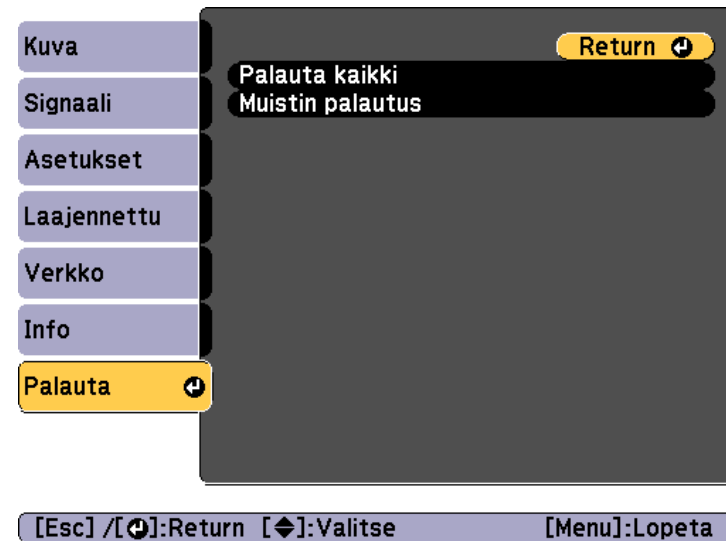 Kuva
Signaali
Asetukset
Laajennettu
Verkko
Info
Palauta
Return
Palauta kaikki
Muistin palautus
[Esc] /[⏎]:Return [◆]:Valitse [Menu]:Lopeta